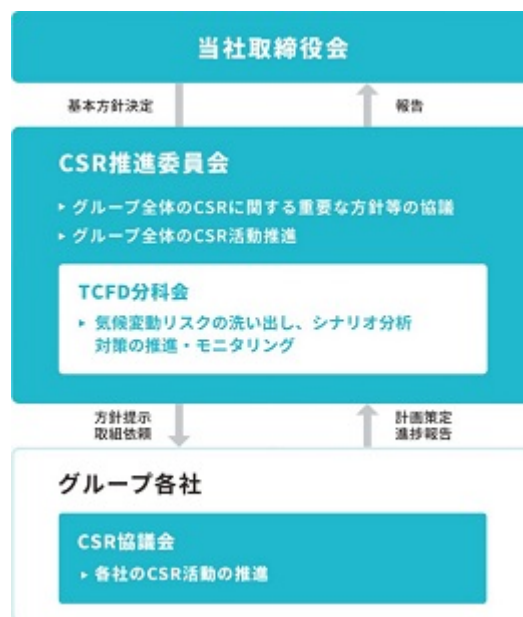 当社取締役会
基本方針決定
報告
CSR推進委員会
▸ グループ全体のCSRに関する重要な方針等の協議
▸ グループ全体のCSR活動推進
TCFD分科会
▸ 気候変動リスクの洗い出し、シナリオ分析
対策の推進・モニタリング
方針提示
取組依頼
計画策定
進捗報告
グループ各社
CSR協議会
▸ 各社のCSR活動の推進